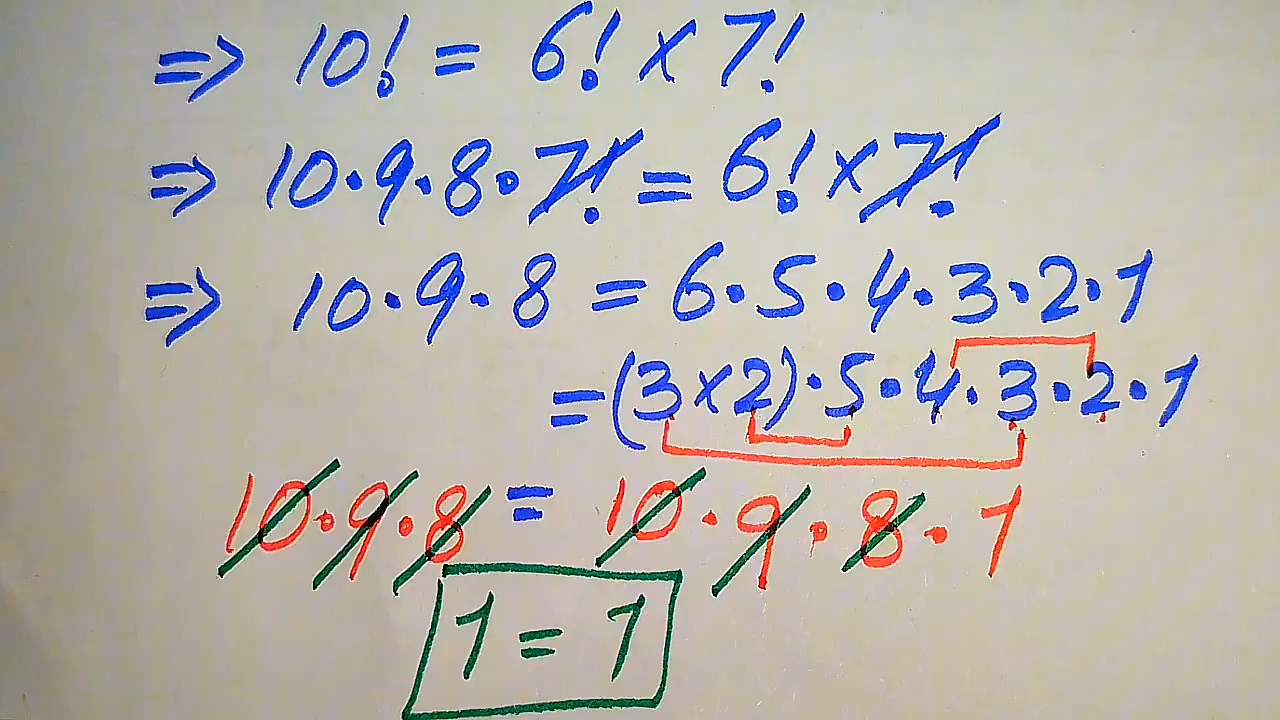 ⇒ 10! = 6! × 7!
⇒ 10·9·8·7! = 6! × 7!
⇒ 10·9·8 = 6·5·4·3·2·1
=(3×2)·5·4·3·2·1
10·9·8 = 10·9·8·1
1 = 1